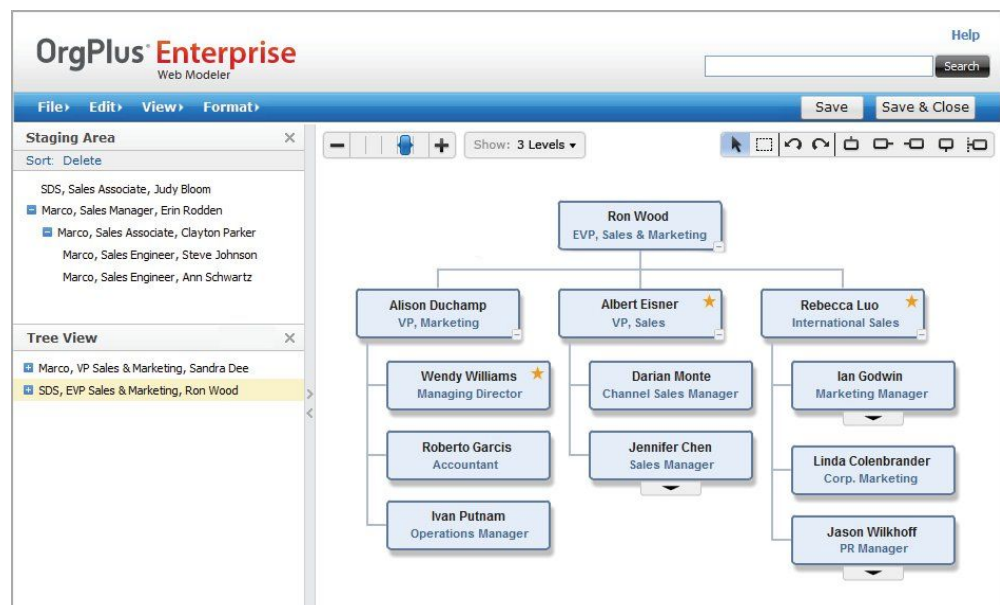 Help
OrgPlus® Enterprise
Web Modeler
Search
File Edit View Format Save Save & Close
Staging Area
Sort: Delete
SDS, Sales Associate, Judy Bloom
Marco, Sales Manager, Erin Rodden
Marco, Sales Associate, Clayton Parker
Marco, Sales Engineer, Steve Johnson
Marco, Sales Engineer, Ann Schwartz
Tree View
Marco, VP Sales & Marketing, Sandra Dee
SDS, EVP Sales & Marketing, Ron Wood
Show: 3 Levels
Ron Wood
EVP, Sales & Marketing
Alison Duchamp
VP, Marketing
Albert Eisner
VP, Sales
Rebecca Luo
International Sales
Wendy Williams
Managing Director
Darian Monte
Channel Sales Manager
Ian Godwin
Marketing Manager
Roberto Garcis
Accountant
Jennifer Chen
Sales Manager
Linda Colenbrander
Corp. Marketing
Ivan Putnam
Operations Manager
Jason Wilkhoff
PR Manager